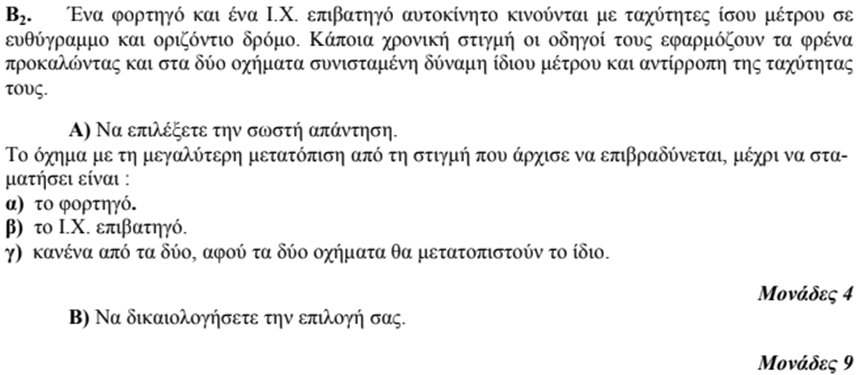 Β₂. Ένα φορτηγό και ένα Ι.Χ. επιβατηγό αυτοκίνητο κινούνται με ταχύτητες ίσου μέτρου σε
ευθύγραμμο και οριζόντιο δρόμο. Κάποια χρονική στιγμή οι οδηγοί τους εφαρμόζουν τα φρένα
προκαλώντας και στα δύο οχήματα συνισταμένη δύναμη ίδιου μέτρου και αντίρροπη της ταχύτητας
τους.
Α) Να επιλέξετε την σωστή απάντηση.
Το όχημα με τη μεγαλύτερη μετατόπιση από τη στιγμή που άρχισε να επιβραδύνεται, μέχρι να στα-
ματήσει είναι :
α) το φορτηγό.
β) το Ι.Χ. επιβατηγό.
γ) κανένα από τα δύο, αφού τα δύο οχήματα θα μετατοπιστούν το ίδιο.
Μονάδες 4
Β) Να δικαιολογήσετε την επιλογή σας.
Μονάδες 9